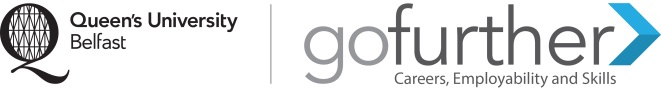 Queen's University
Belfast
gofurther
Careers, Employability and Skills